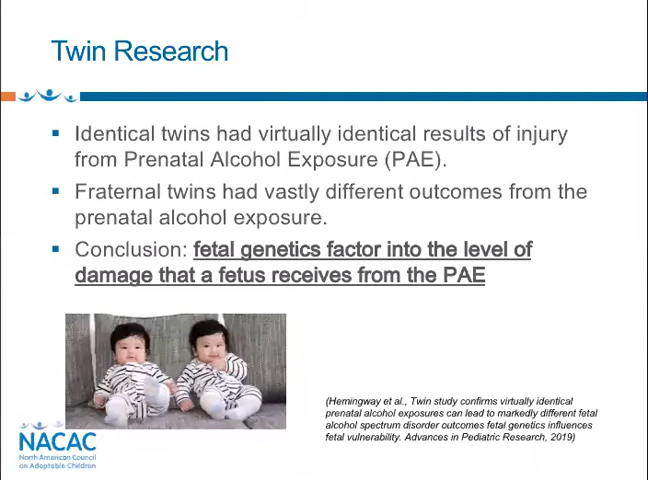 Twin Research
▪ Identical twins had virtually identical results of injury
from Prenatal Alcohol Exposure (PAE).
▪ Fraternal twins had vastly different outcomes from the
prenatal alcohol exposure.
▪ Conclusion: fetal genetics factor into the level of
damage that a fetus receives from the PAE
(Hemingway et al., Twin study confirms virtually identical
prenatal alcohol exposures can lead to markedly different fetal
alcohol spectrum disorder outcomes fetal genetics influences
fetal vulnerability. Advances in Pediatric Research, 2019)
NACAC
North American Council
on Adoptable Children